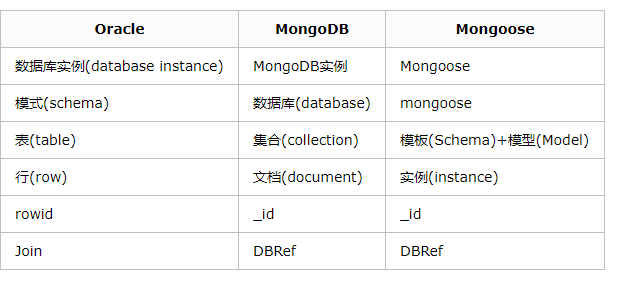 Oracle MongoDB Mongoose
数据库实例(database instance) MongoDB实例 Mongoose
模式(schema) 数据库(database) mongoose
表(table) 集合(collection) 模板(Schema)+模型(Model)
行(row) 文档(document) 实例(instance)
rowid _id _id
Join DBRef DBRef